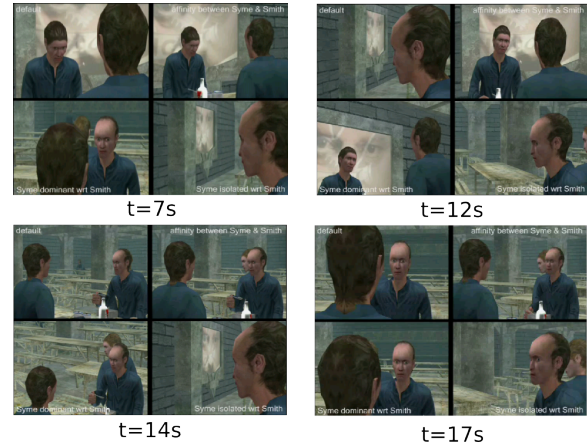 default
affinity between Syme & Smith
Syme dominant wrt Smith
Syme isolated wrt Smith
t=7s
default
affinity between Syme & Smith
Syme dominant wrt Smith
Syme isolated wrt Smith
t=12s
default
affinity between Syme & Smith
Syme dominant wrt Smith
Syme isolated wrt Smith
t=14s
default
affinity between Syme & Smith
Syme dominant wrt Smith
Syme isolated wrt Smith
t=17s